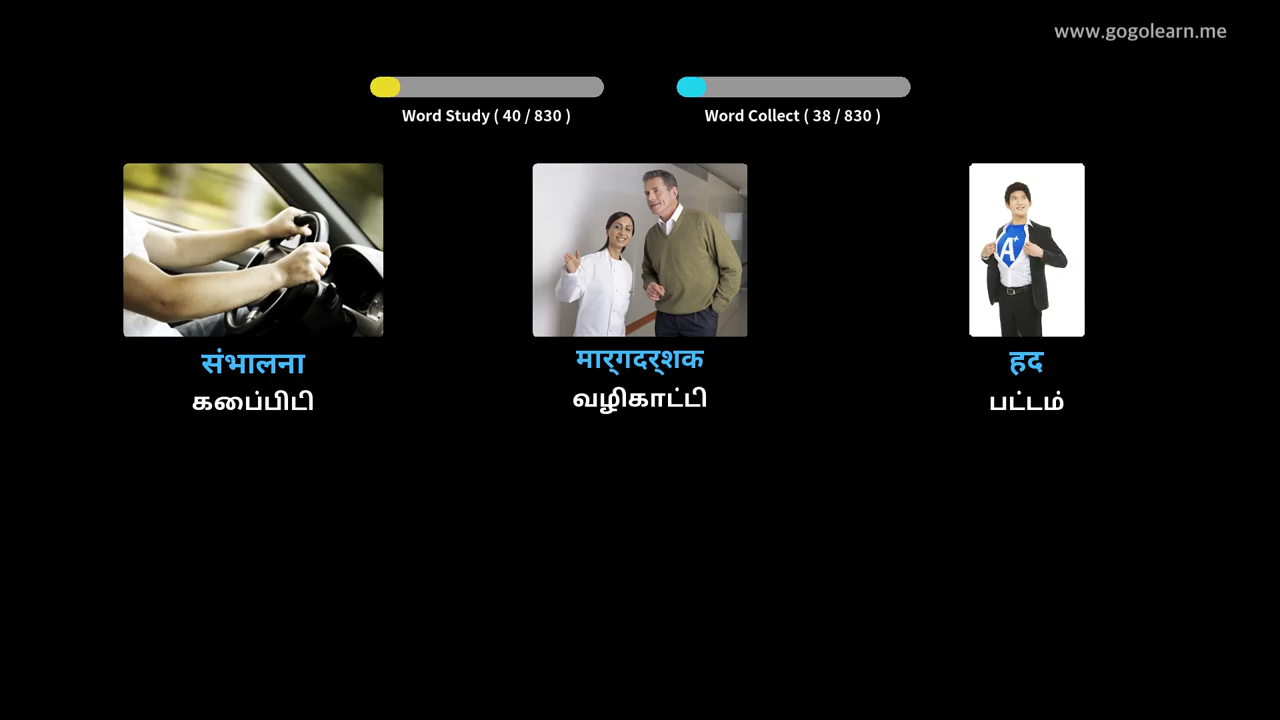 www.gogolearn.me
Word Study ( 40 / 830 )
Word Collect ( 38 / 830 )
A+
संभालना
கைப்பிடி
मार्‌गदर्‌शक
வழிகாட்டி
हद
பட்டம்